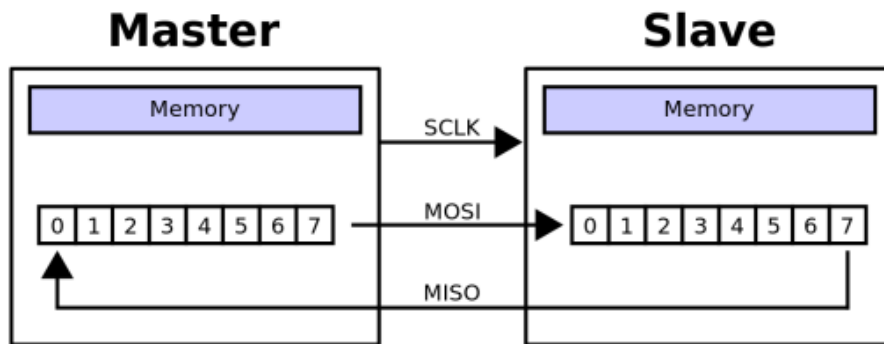 Master Slave
Memory Memory
SCLK
0 1 2 3 4 5 6 7 MOSI 0 1 2 3 4 5 6 7
MISO